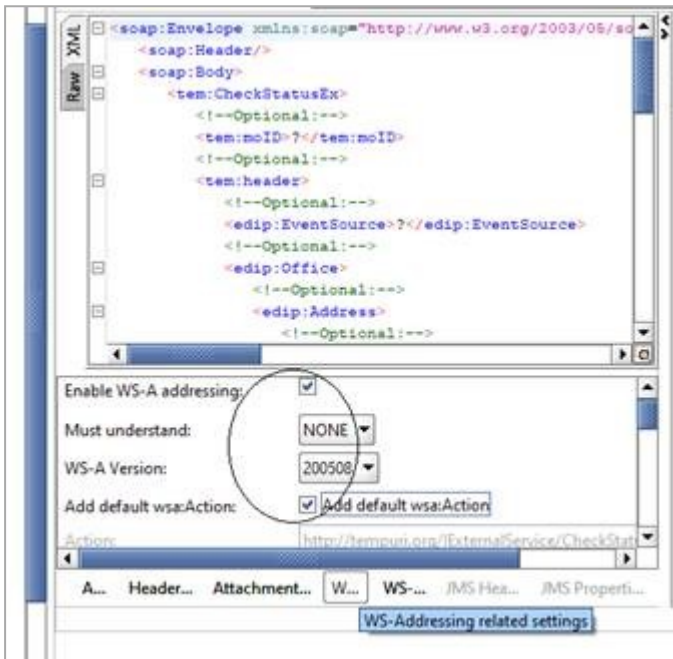 XML
Raw
<soap:Envelope xmlns:soap="http://www.w3.org/2003/05/so
<soap:Header/>
<soap:Body>
<tem:CheckStatusEx>
<!--Optional:-->
<tem:moID>?</tem:moID>
<!--Optional:-->
<tem:header>
<!--Optional:-->
<edip:EventSource>?</edip:EventSource>
<!--Optional:-->
<edip:Office>
<!--Optional:-->
<edip:Address>
<!--Optional:-->
Enable WS-A addressing:
Must understand: NONE
WS-A Version: 200508
Add default wsa:Action: Add default wsa:Action
Action: http://tempuri.org/IExternalService/CheckStat
A... Header... Attachment... W... WS-... JMS Hea... JMS Properti...
WS-Addressing related settings